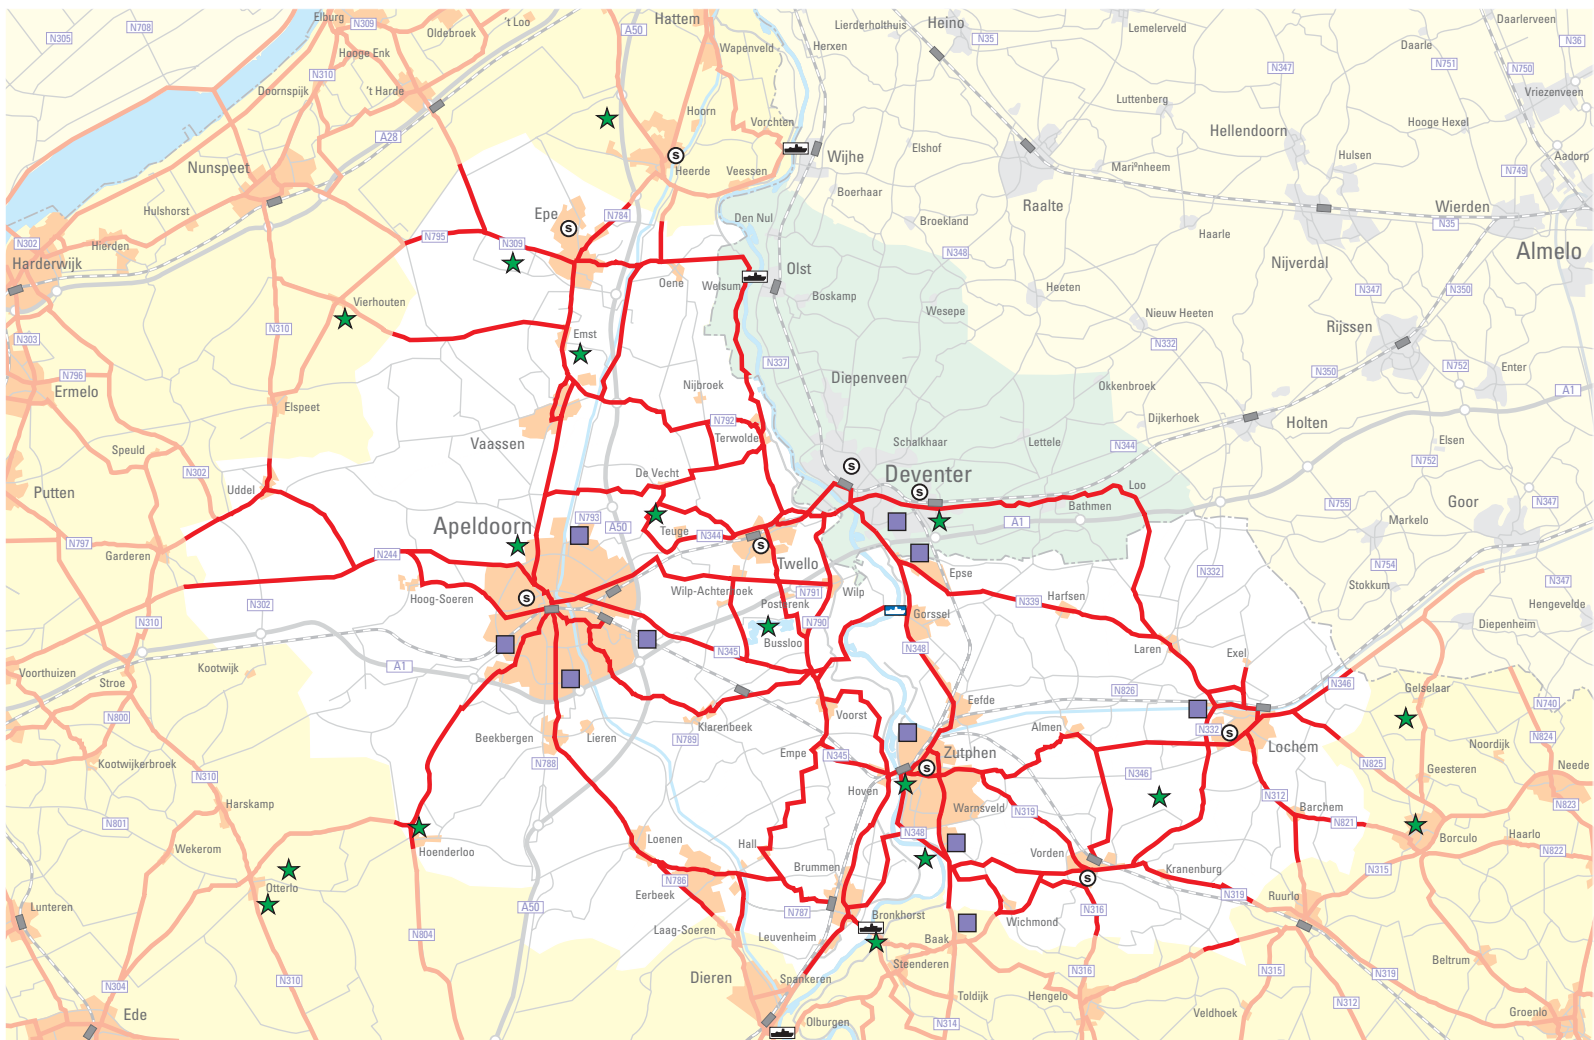 Elburg
N309
't Loo
Hattem
Lierderholthuis
Heino
Lemelerveld
Daarlerveen
N708
N305
Oldebroek
A50
Wapenveld
Herxen
N35
Daarle
N36
Hooge Enk
N310
N347
N751
N750
Doornspijk
't Harde
Hoorn
Luttenberg
Vriezenveen
Vorchten
Hellendoorn
Hooge Hexel
A28
S
Wijhe
Elshof
Hulsen
Aadorp
Nunspeet
Heerde
Veessen
Mariënheem
N749
Boerhaar
Hulshorst
Epe
N784
Den Nul
Broekland
Raalte
Wierden
N302
Hierden
N795
S
N309
N348
Haarle
N35
Almelo
Harderwijk
Olst
Nijverdal
Oene
Welsum
Boskamp
Heeten
N347
N350
Vierhouten
Wesepe
Nieuw Heeten
Rijssen
N303
N310
Emst
N332
N337
N752
Enter
N796
Diepenveen
N350
Ermelo
Nijbroek
Okkenbroek
A1
Elspeet
N792
Dijkerhoek
Holten
Vaassen
Terwolde
Schalkhaar
Lettele
N344
Elsen
Speuld
N302
De Vecht
S
Deventer
N752
Putten
Uddel
S
Loo
Goor
N755
N347
Apeldoorn
N793
A50
Teuge
N344
Bathmen
A1
Markelo
N797
Garderen
N244
S
Twello
Epse
N332
N754
Stokkum
N347
Hoog-Soeren
S
Wilp-Achterhoek
N791
Wilp
N339
Harfsen
Hengevelde
N302
Posterenk
Gorssel
N310
N790
Diepenheim
Bussloo
N348
Laren
N345
Exel
Voorthuizen
Kootwijk
A1
N346
Stroe
N826
Gelselaar
Eefde
N740
N800
Voorst
Klarenbeek
Almen
N332
S
Beekbergen
Lieren
N789
Lochem
N824
Empe
Zutphen
Noordijk
Kootwijkerbroek
N788
N345
S
N825
Geesteren
Neede
N310
N346
Hoven
N312
Harskamp
Warnsveld
N319
Barchem
N823
N801
N821
Hoenderloo
Loenen
Hall
N348
Borculo
Haarlo
Wekerom
Vorden
N822
Brummen
Kranenburg
N315
N786
S
Otterlo
Eerbeek
N319
Ruurlo
Lunteren
A50
N787
Bronkhorst
N316
Wichmond
Laag-Soeren
N804
Leuvenheim
Baak
Beltrum
Steenderen
Dieren
Spankeren
N316
N315
N319
N304
N310
Toldijk
Hengelo
N312
Ede
Olburgen
N314
Veldhoek
Groenlo